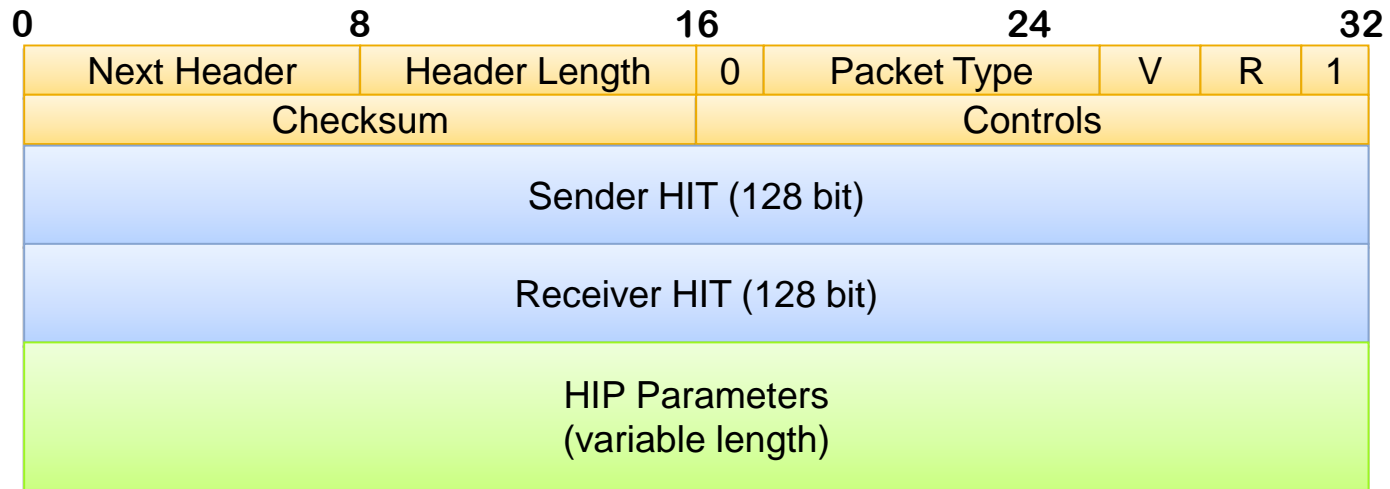 0 8 16 24 32
Next Header Header Length 0 Packet Type V R 1
Checksum Controls
Sender HIT (128 bit)
Receiver HIT (128 bit)
HIP Parameters
(variable length)